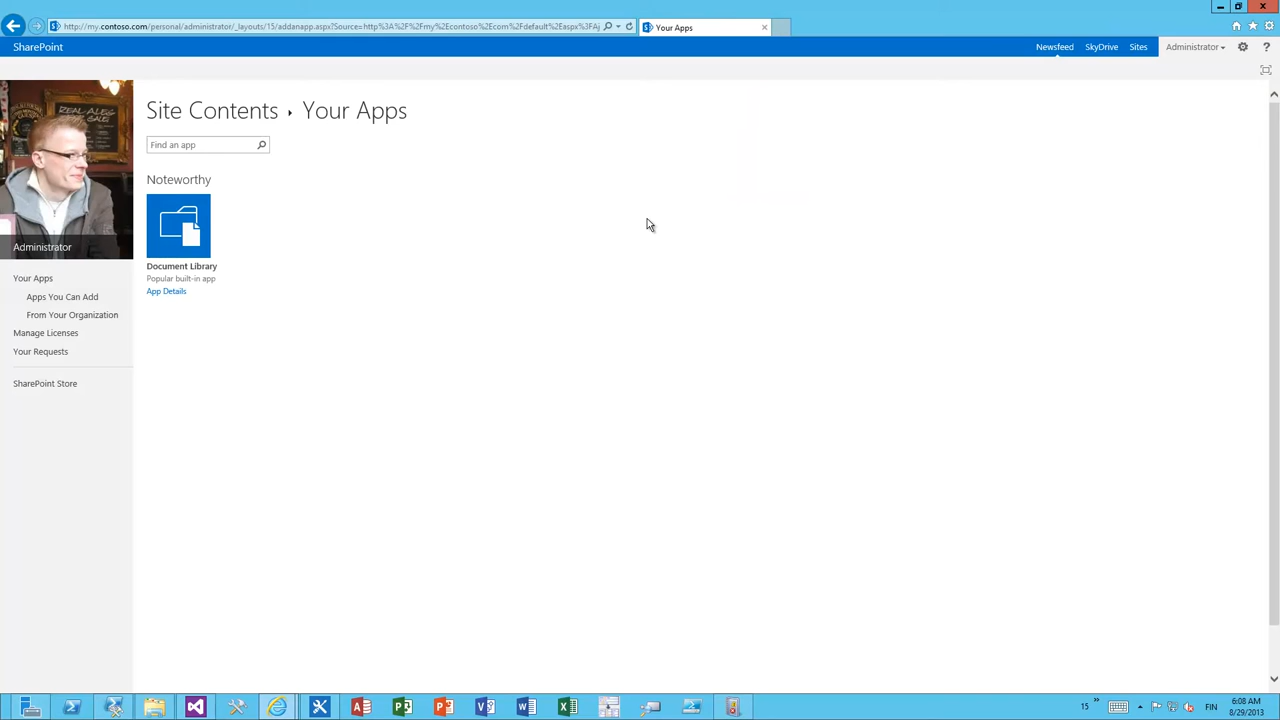 http://my.contoso.com/personal/administrator/_layouts/15/addanapp.aspx?Source=http%3A%2F%2Fmy%2Econtoso%2Ecom%2Fdefault%2Easpx%3FAj
Your Apps
SharePoint
Newsfeed
SkyDrive
Sites
Administrator
REAL ALES
SALE
Site Contents ▸ Your Apps
Find an app
Noteworthy
Document Library
Popular built-in app
App Details
Administrator
Your Apps
Apps You Can Add
From Your Organization
Manage Licenses
Your Requests
SharePoint Store
15
FIN
6:08 AM
8/29/2013